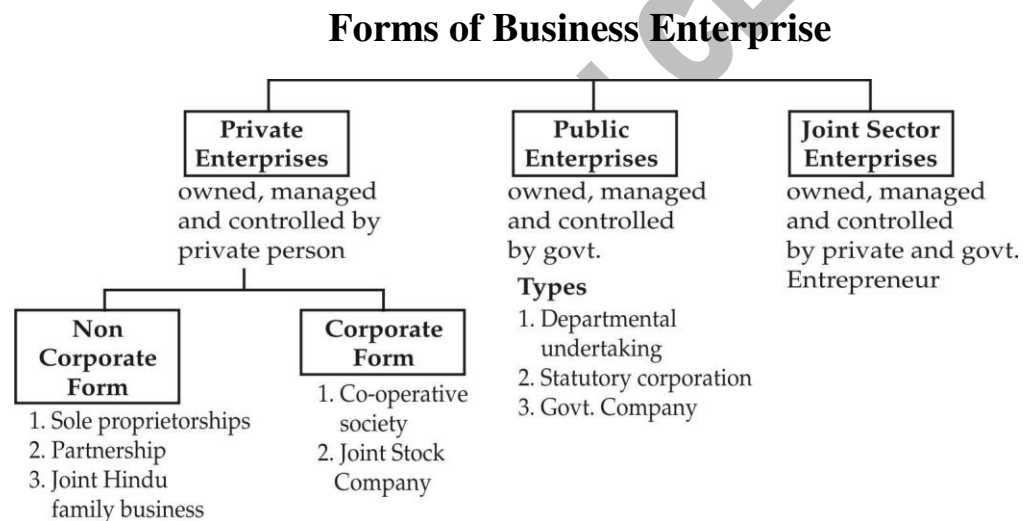 Forms of Business Enterprise
Private
Enterprises
owned, managed
and controlled by
private person
Public
Enterprises
owned, managed
and controlled
by govt.
Types
1. Departmental
undertaking
2. Statutory corporation
3. Govt. Company
Joint Sector
Enterprises
owned, managed
and controlled
by private and govt.
Entrepreneur
Non
Corporate
Form
1. Sole proprietorships
2. Partnership
3. Joint Hindu
family business
Corporate
Form
1. Co-operative
society
2. Joint Stock
Company